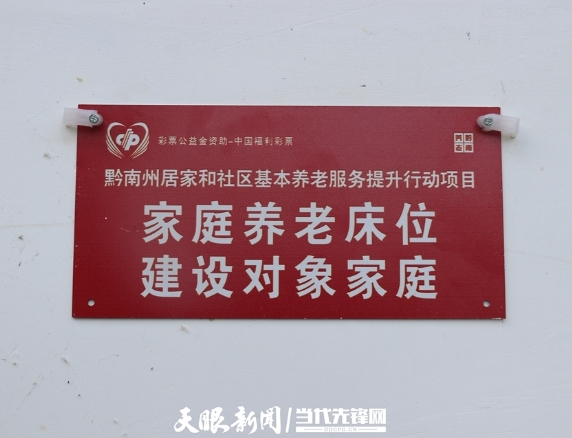 彩票公益金资助-中国福利彩票
黔南州居家和社区基本养老服务提升行动项目
家庭养老床位
建设对象家庭
天眼新闻 当代先锋网